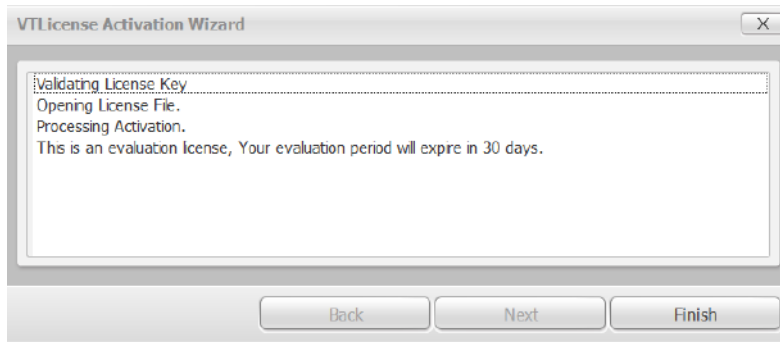 VTLicense Activation Wizard
X
Validating License Key
Opening License File.
Processing Activation.
This is an evaluation license, Your evaluation period will expire in 30 days.
Back Next Finish